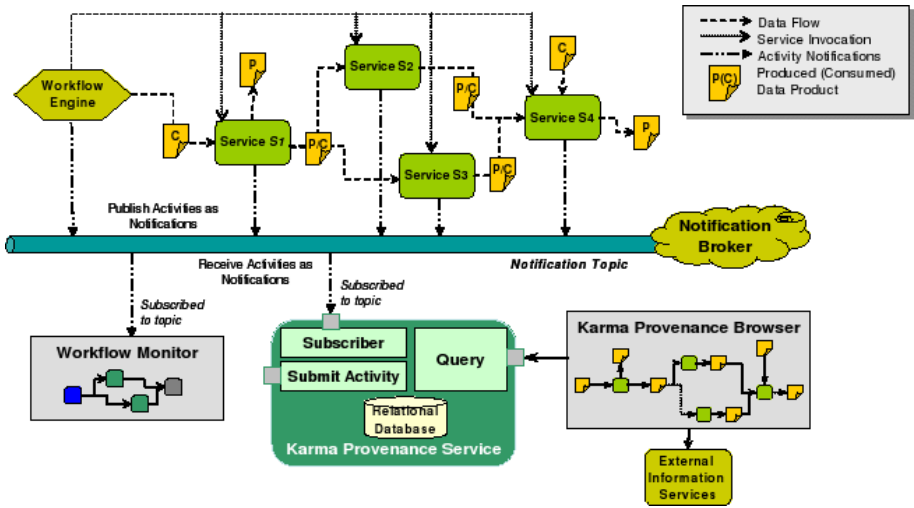 Workflow
Engine
C
P
Service S1
P/C
Service S2
P/C
Service S3
P/C
C
Service S4
P
Data Flow
Service Invocation
Activity Notifications
P(C)
Produced (Consumed)
Data Product
Publish Activities as
Notifications
Receive Activities as
Notifications
Notification Topic
Notification
Broker
Subscribed
to topic
Subscribed
to topic
Workflow Monitor
Subscriber
Submit Activity
Query
Relational
Database
Karma Provenance Service
Karma Provenance Browser
External
Information
Services